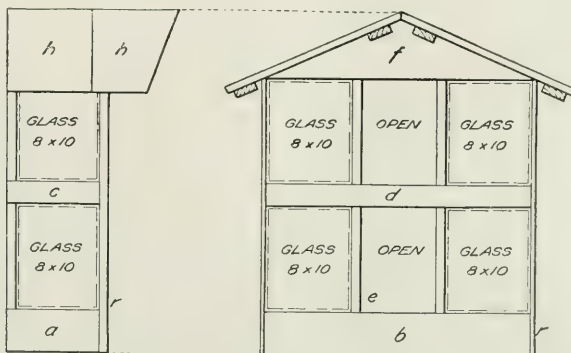 h h
f
GLASS
8 x 10
GLASS
8 x 10
OPEN
GLASS
8 x 10
c
d
GLASS
8 x 10
GLASS
8 x 10
OPEN
GLASS
8 x 10
e
r
r
a
b